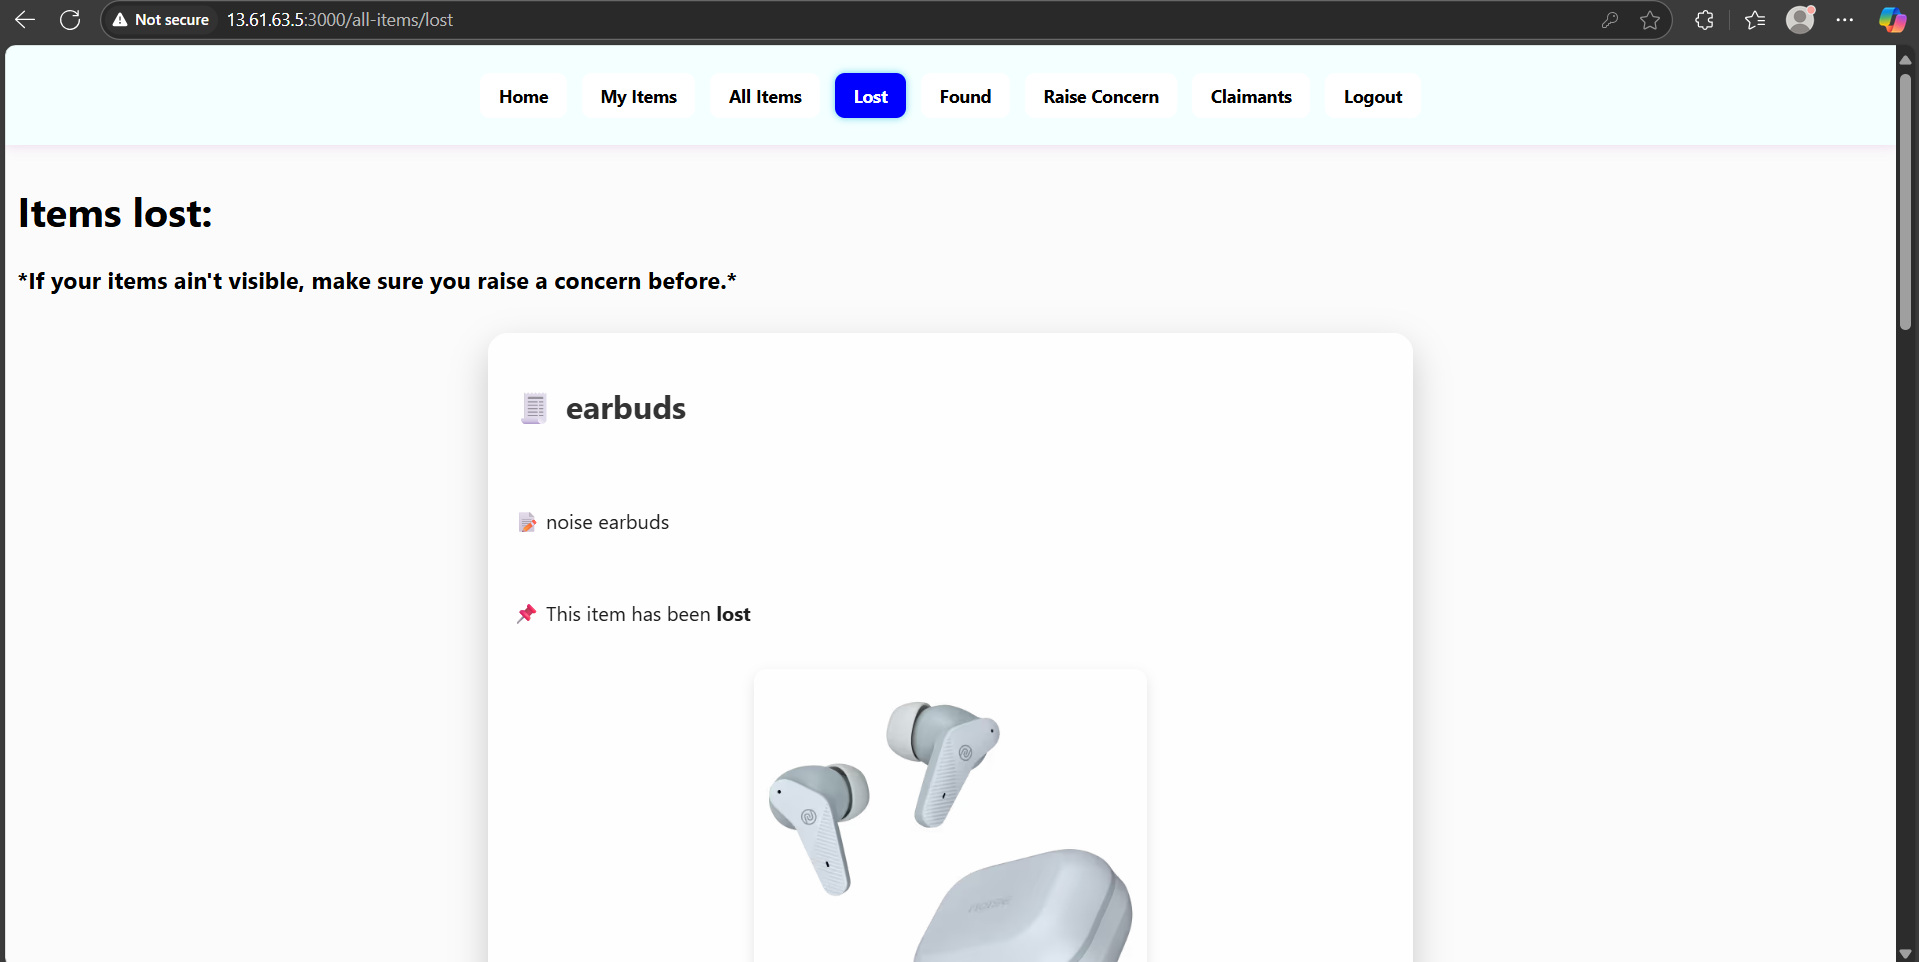 Not secure 13.61.63.5:3000/all-items/lost
Home My Items All Items Lost Found Raise Concern Claimants Logout
Items lost:
*If your items ain't visible, make sure you raise a concern before.*
earbuds
noise earbuds
This item has been lost